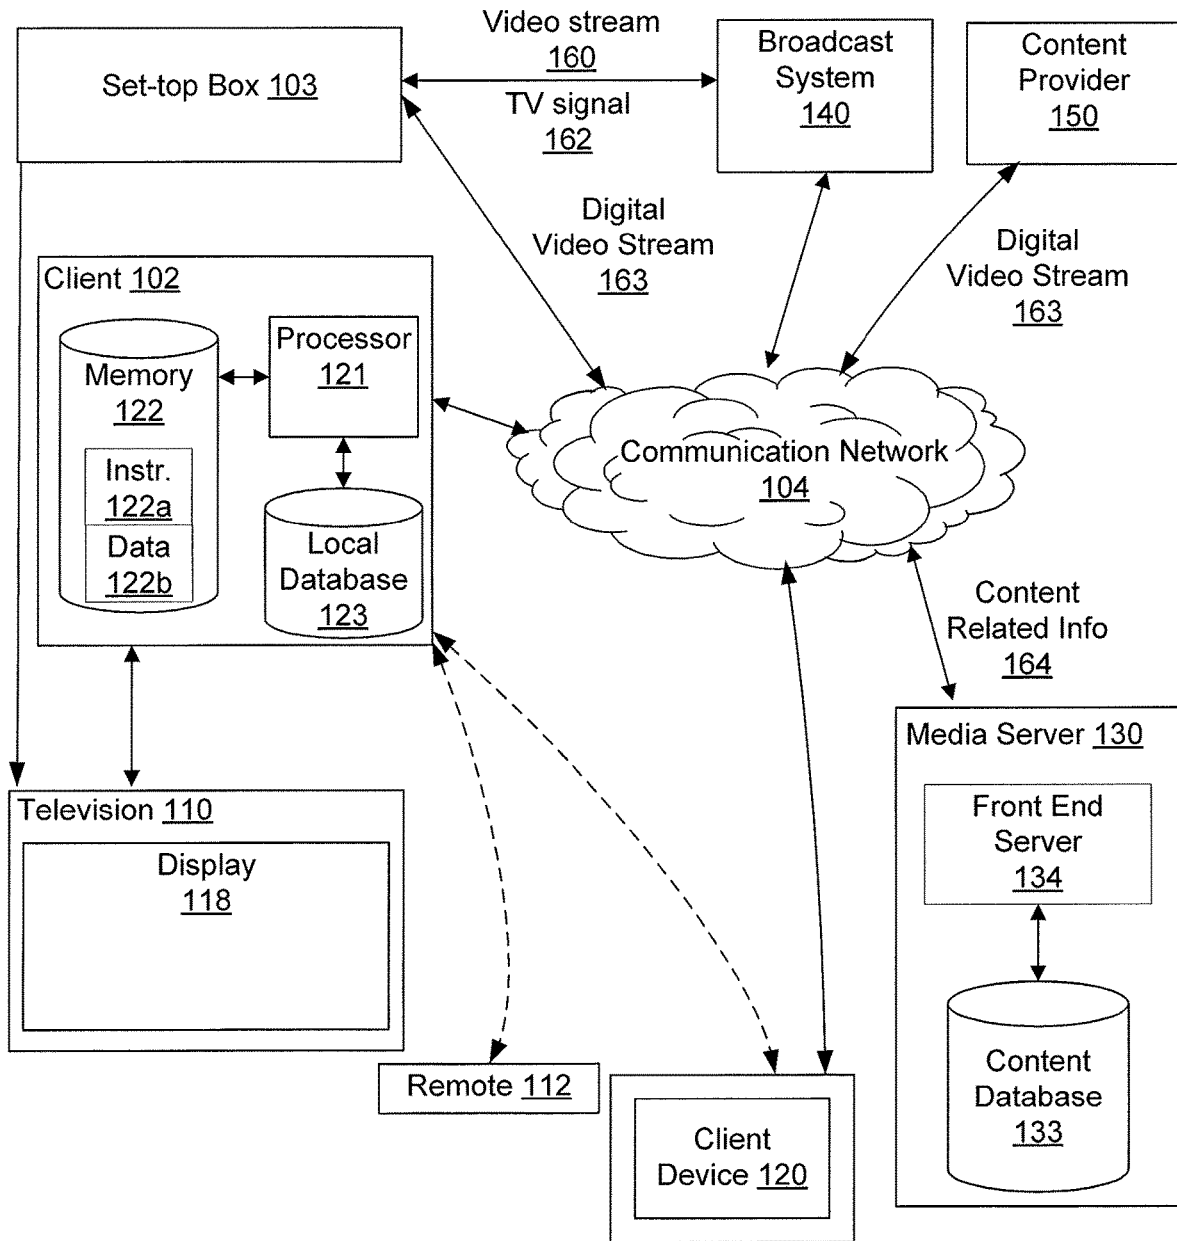 Set-top Box 103
Video stream
160
TV signal
162
Broadcast
System
140
Content
Provider
150
Digital
Video Stream
163
Digital
Video Stream
163
Client 102
Memory
122
Instr.
122a
Data
122b
Processor
121
Local
Database
123
Communication Network
104
Content
Related Info
164
Television 110
Display
118
Remote 112
Client
Device 120
Media Server 130
Front End
Server
134
Content
Database
133